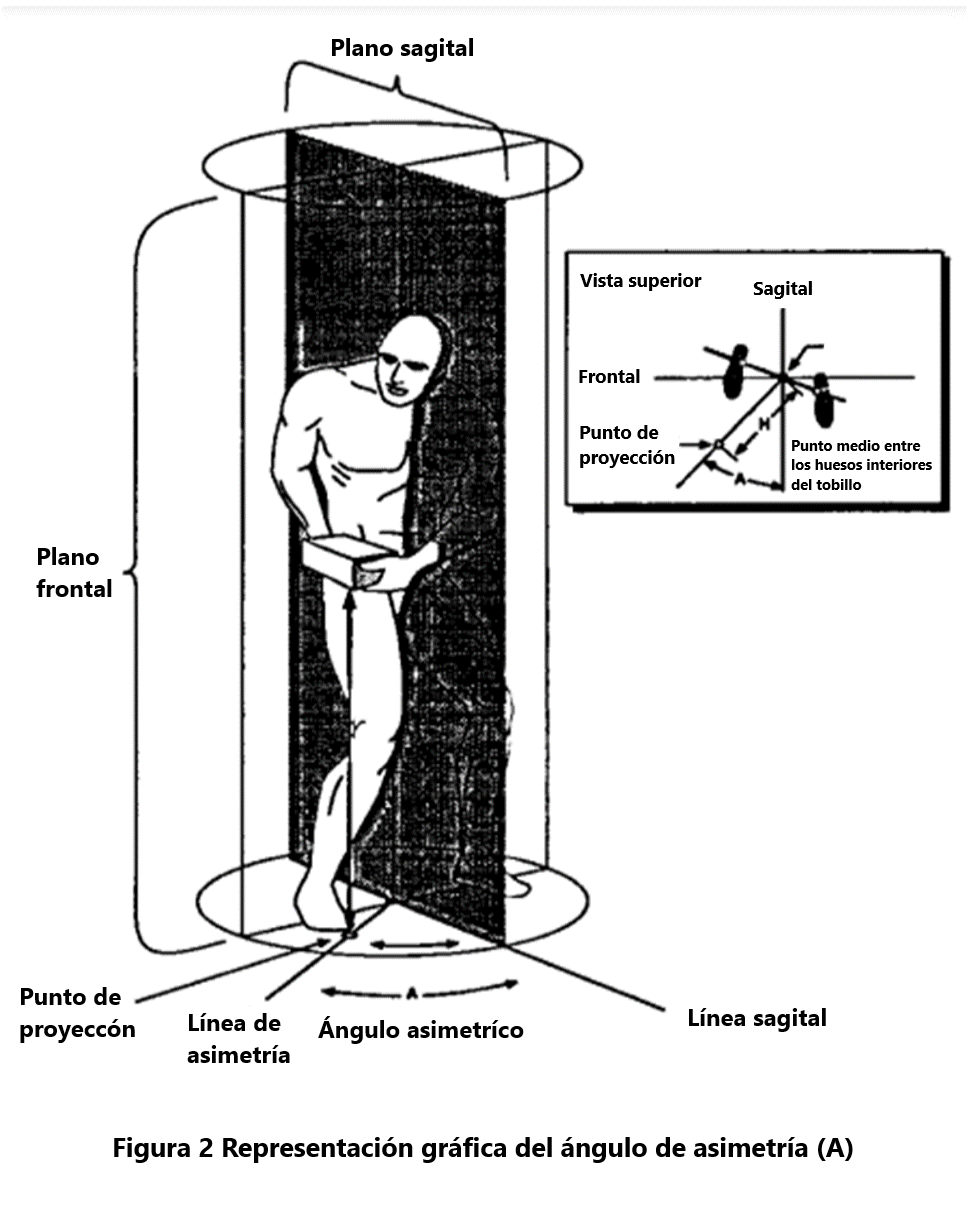 Plano sagital
Vista superior
Sagital
Frontal
Punto de
proyección
H
A
Punto medio entre
los huesos interiores
del tobillo
Plano
frontal
V
Punto de
proyeccón
Línea de
asimetría
A
Ángulo asimetríco
Línea sagital
Figura 2 Representación gráfica del ángulo de asimetría (A)